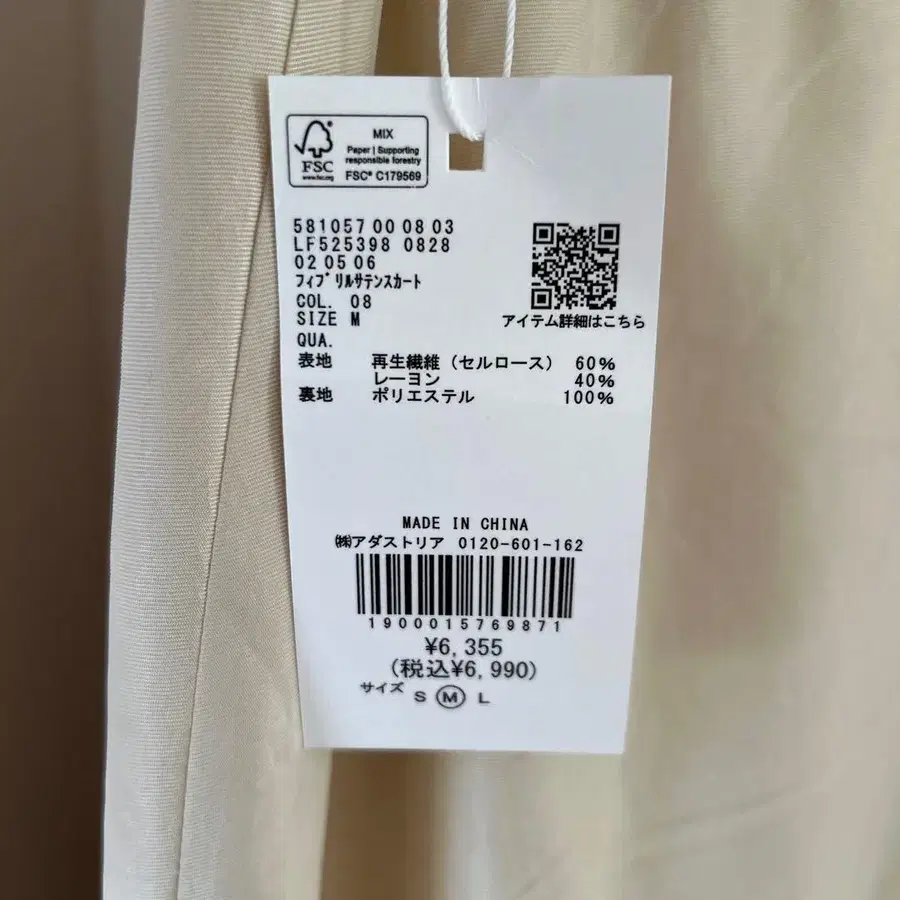 MIX
Paper | Supporting
responsible forestry
FSC
www.fsc.org
FSC® C179569
581057 00 08 03
LF525398 0828
02 05 06
ﾌｨﾌﾞﾘﾙｻﾃﾝｽｶｰﾄ
COL. 08
SIZE M
アイテム詳細はこちら
QUA.
表地 再生繊維（セルロース） 60%
レーヨン 40%
裏地 ポリエステル 100%
MADE IN CHINA
㈱アダストリア 0120-601-162
1900015769871
¥6,355
(税込¥6,990)
サイズ S M L